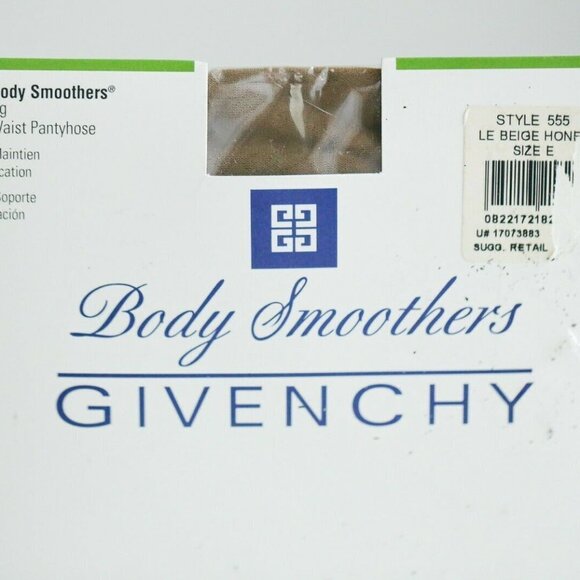 ody Smoothers®
g
Waist Pantyhose
Maintien
cation
Soporte
ación
STYLE 555
LE BEIGE HONF
SIZE E
0822172182
U# 17073883
SUGG. RETAIL
Body Smoothers
GIVENCHY